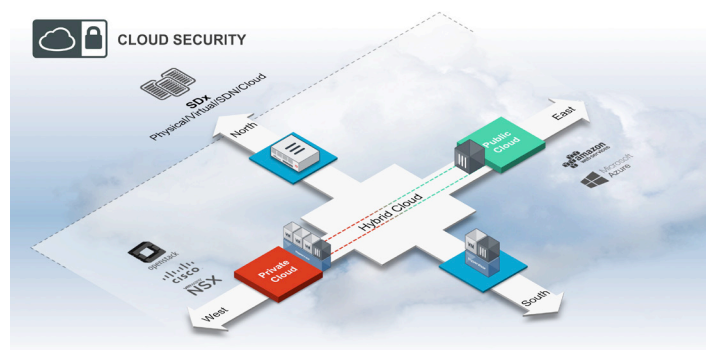 CLOUD SECURITY
SDx
Physical/Virtual/SDN/Cloud
North
East
Public
Cloud
amazon
web services
Microsoft
Azure
Hybrid Cloud
openstack
CISCO
NSX
Private
Cloud
West
South